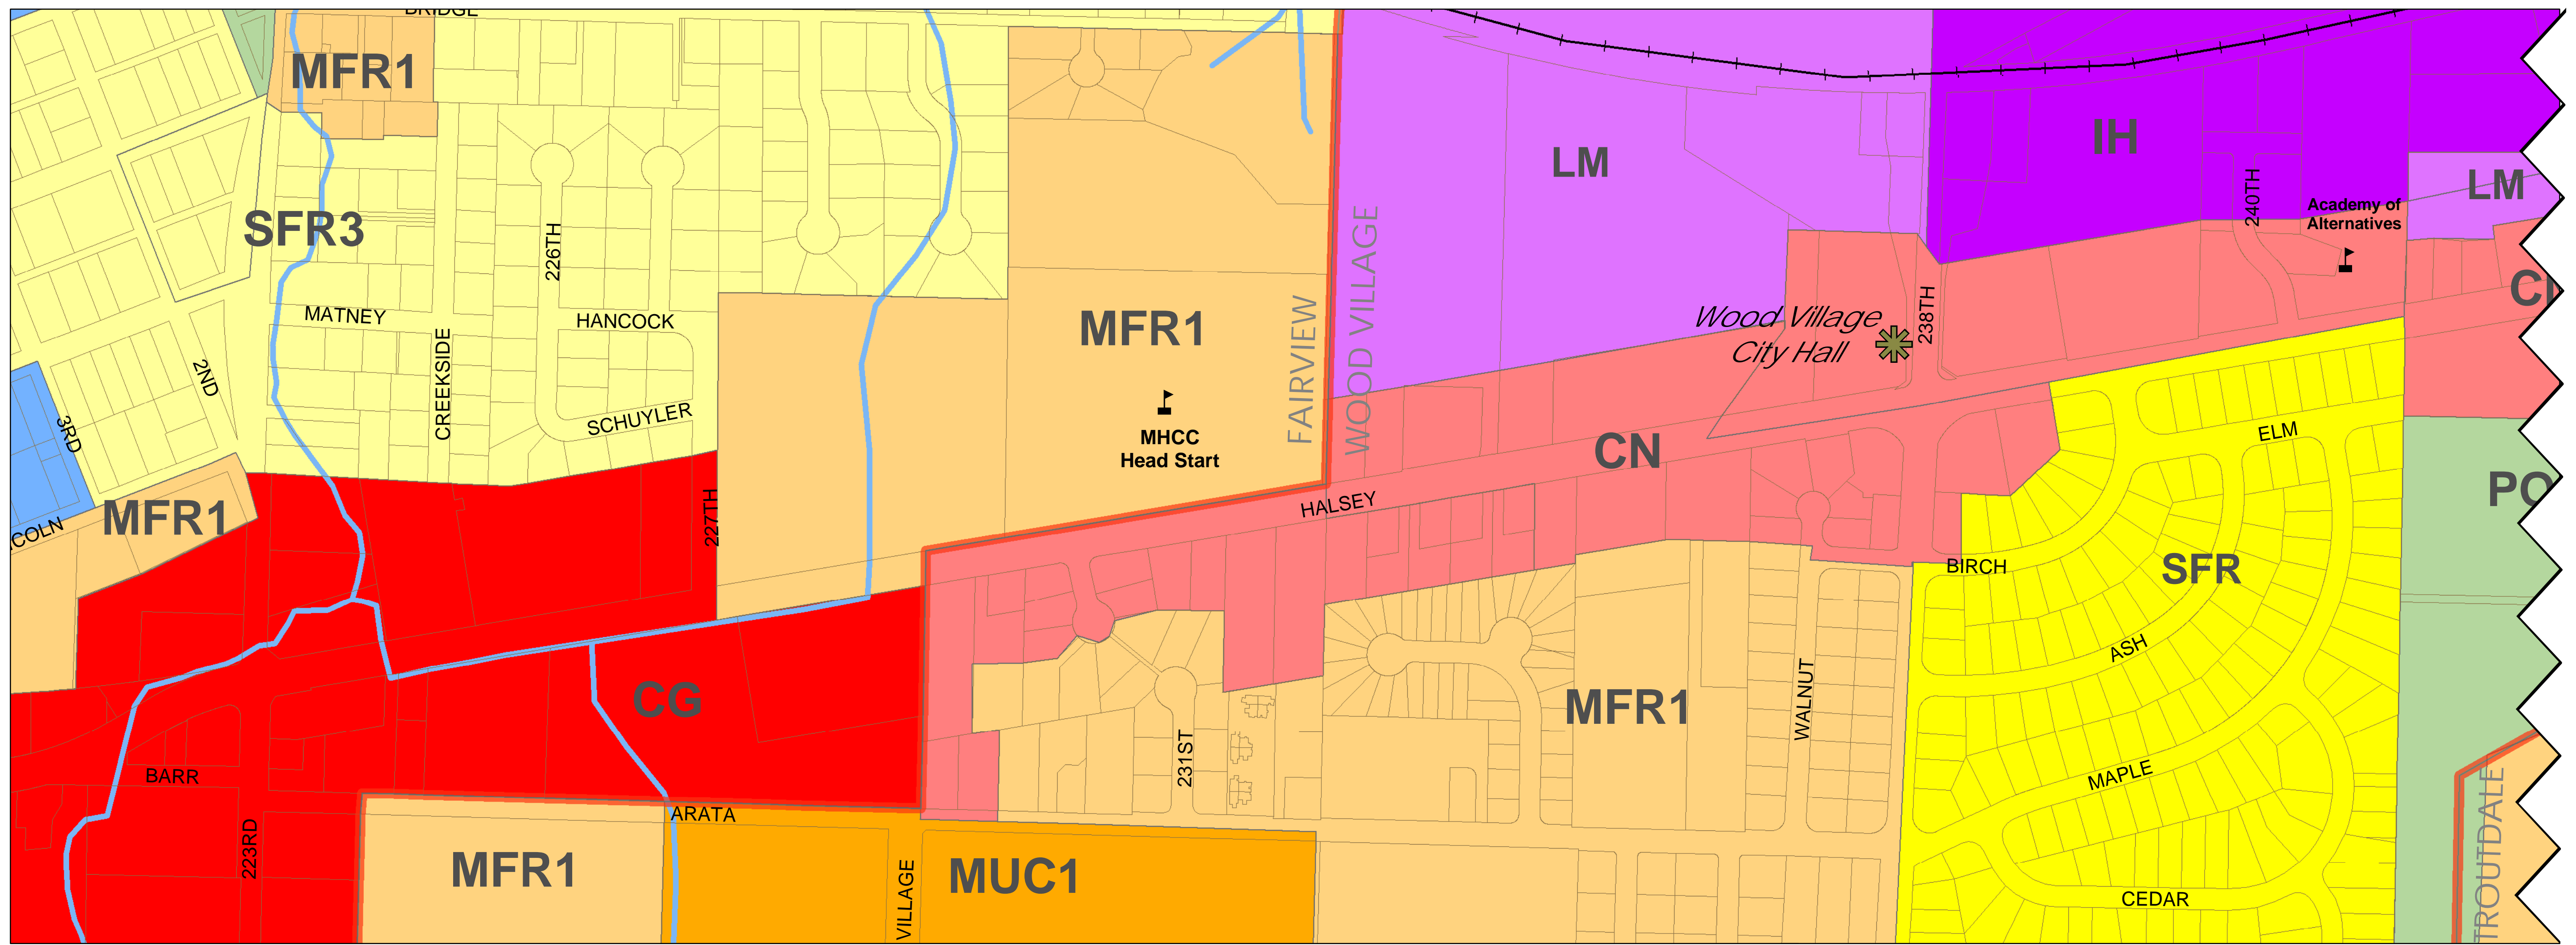 BRIDGE
MFR1
LM
IH
LM
240TH
Academy of
Alternatives
SFR3
226TH
MATNEY
HANCOCK
MFR1
FAIRVIEW
WOOD VILLAGE
Wood Village
City Hall
238TH
2ND
CREEKSIDE
SCHUYLER
3RD
MHCC
Head Start
CN
ELM
MFR1
227TH
HALSEY
BIRCH
SFR
CG
ASH
MFR1
WALNUT
231ST
BARR
MAPLE
ARATA
223RD
MFR1
VILLAGE
MUC1
CEDAR
TROUTDALE